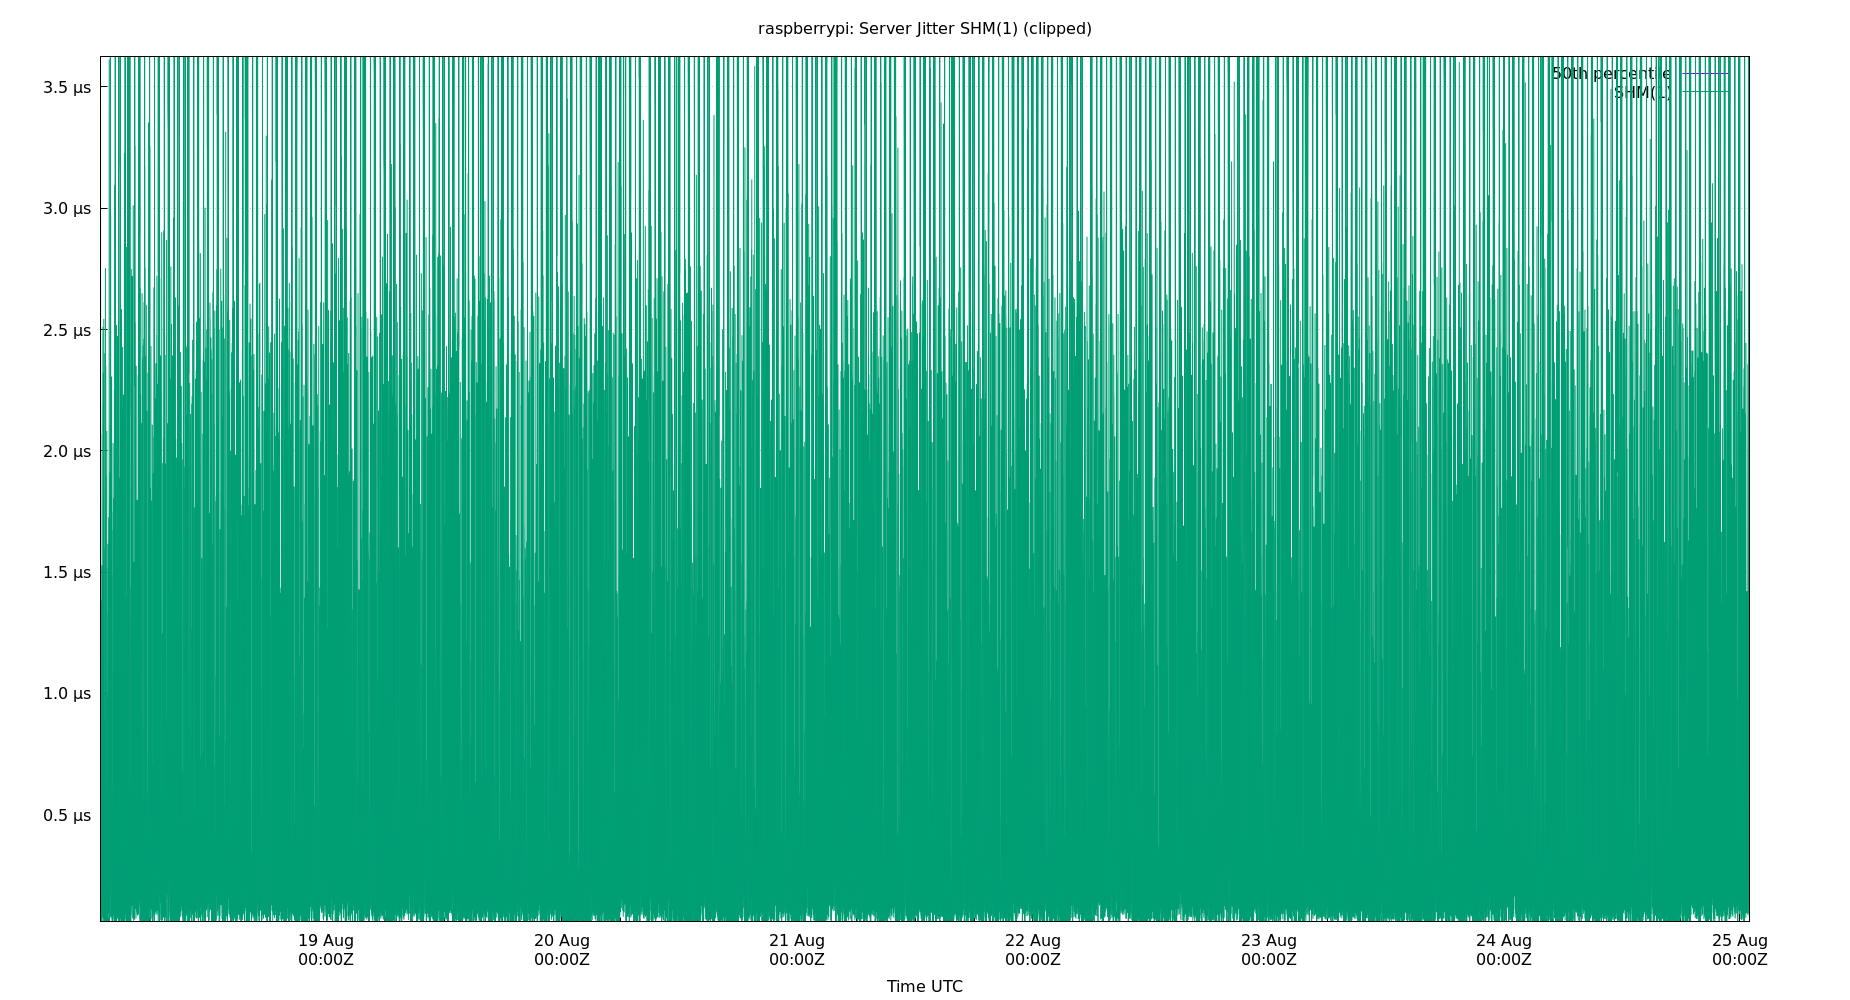 raspberrypi: Server Jitter SHM(1) (clipped)
50th percentile
SHM(1)
3.5 µs
3.0 µs
2.5 µs
2.0 µs
1.5 µs
1.0 µs
0.5 µs
19 Aug 20 Aug 21 Aug 22 Aug 23 Aug 24 Aug 25 Aug
00:00Z 00:00Z 00:00Z 00:00Z 00:00Z 00:00Z 00:00Z
Time UTC